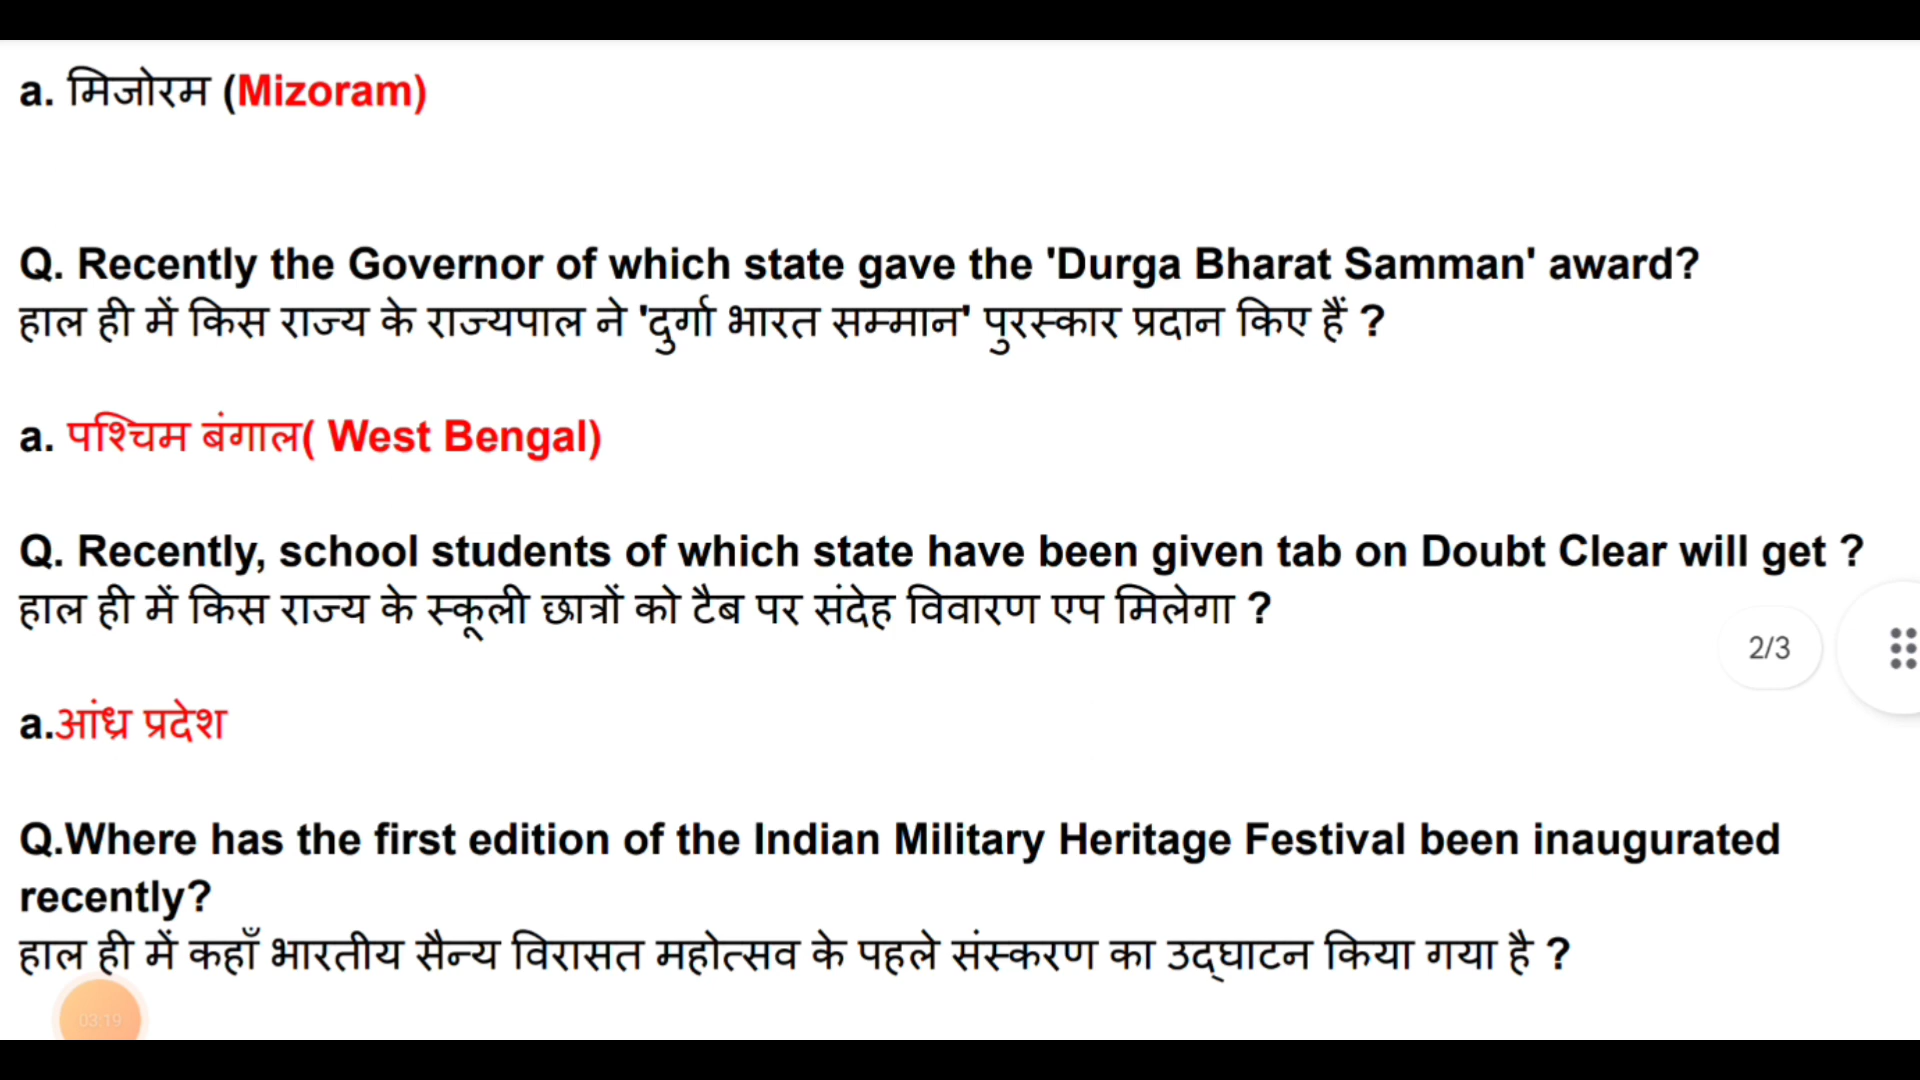 a. मिजोरम (Mizoram)
Q. Recently the Governor of which state gave the 'Durga Bharat Samman' award?
हाल ही में किस राज्य के राज्यपाल ने 'दुर्गा भारत सम्मान' पुरस्कार प्रदान किए हैं ?
a. पश्चिम बंगाल( West Bengal)
Q. Recently, school students of which state have been given tab on Doubt Clear will get ?
हाल ही में किस राज्य के स्कूली छात्रों को टैब पर संदेह विवारण एप मिलेगा ?
2/3
a.आंध्र प्रदेश
Q.Where has the first edition of the Indian Military Heritage Festival been inaugurated
recently?
हाल ही में कहाँ भारतीय सैन्य विरासत महोत्सव के पहले संस्करण का उद्घाटन किया गया है ?
03:19